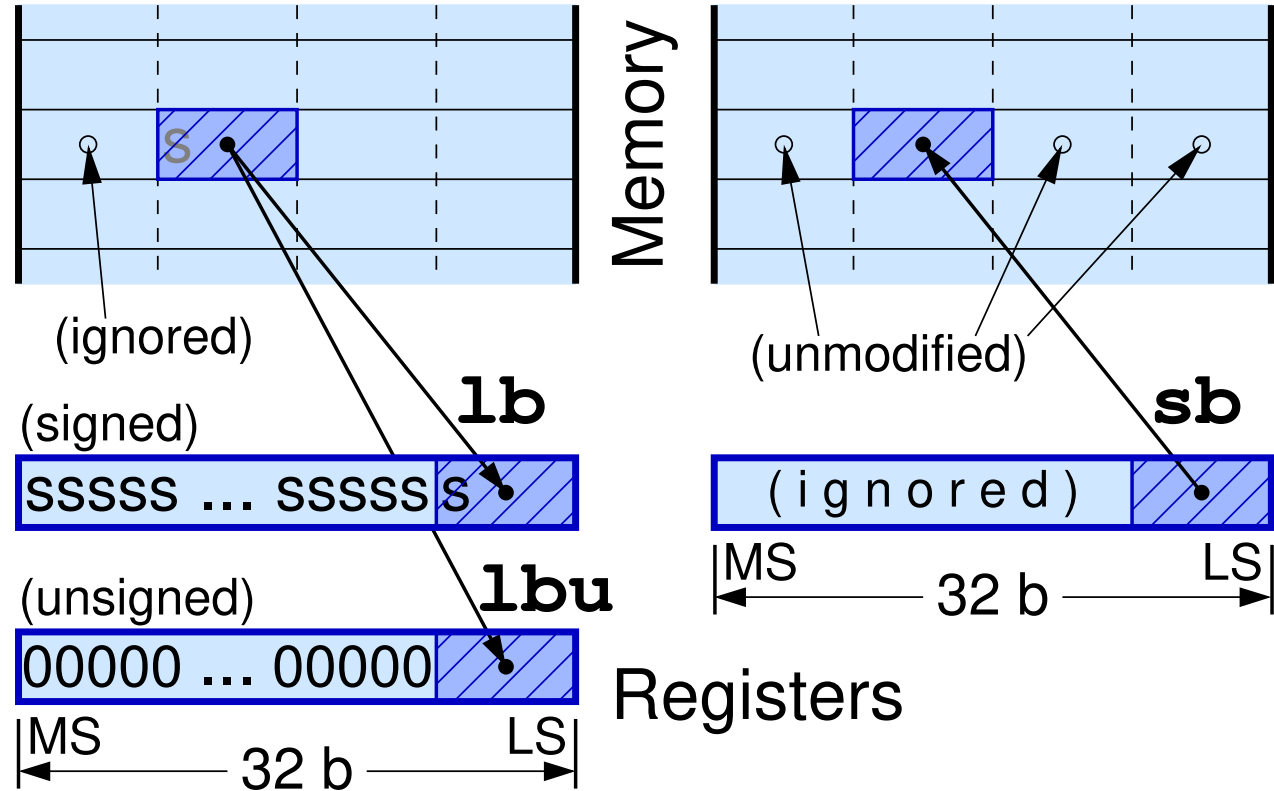 s
Memory
(ignored)
(unmodified)
lb
sb
(signed)
sssss ... sssss s
(ignored)
MS LS
32 b
lbu
(unsigned)
00000 ... 00000
Registers
MS LS
32 b